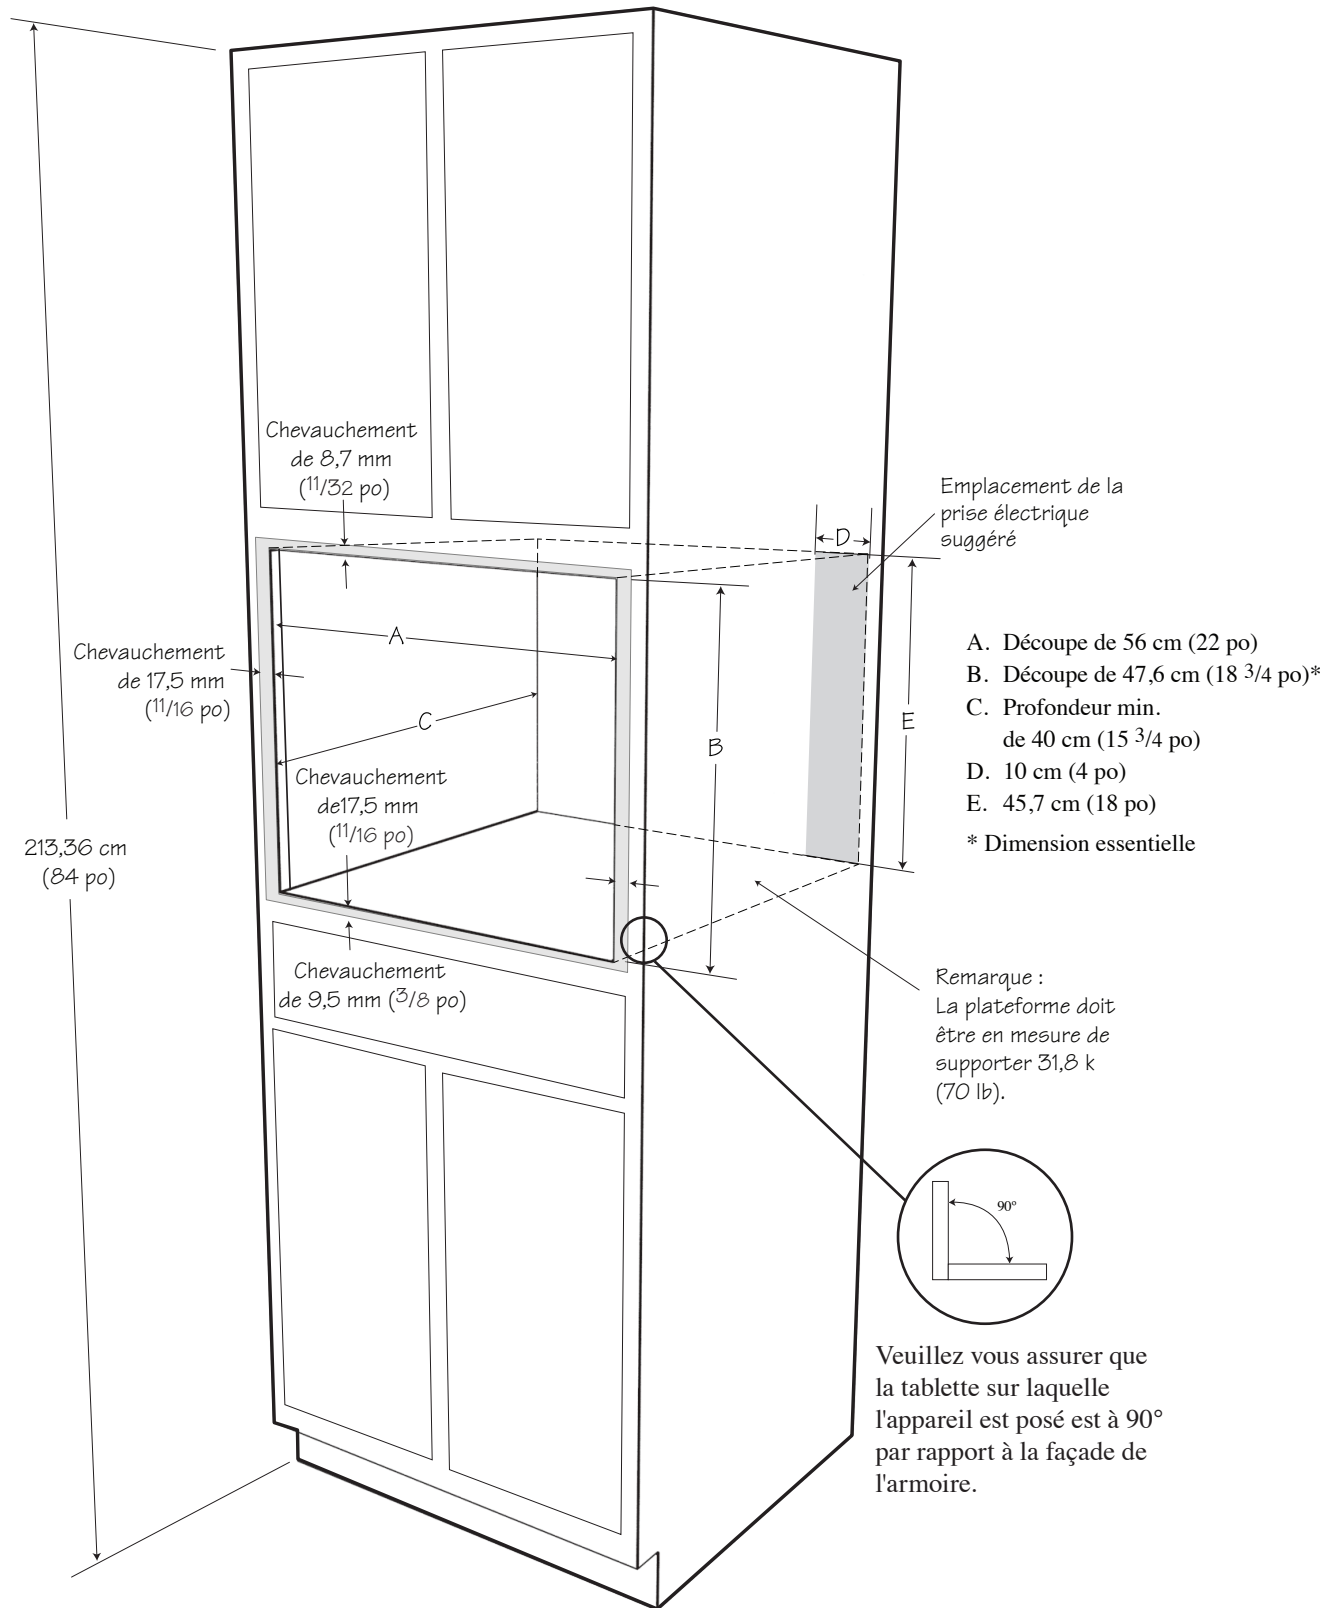 Chevauchement
de 8,7 mm
(11/32 po)
Emplacement de la
prise électrique
suggéré
D
A
Chevauchement
de 17,5 mm
(11/16 po)
C
B
E
A. Découpe de 56 cm (22 po)
B. Découpe de 47,6 cm (18 3/4 po)*
C. Profondeur min.
de 40 cm (15 3/4 po)
D. 10 cm (4 po)
E. 45,7 cm (18 po)
* Dimension essentielle
Chevauchement
de17,5 mm
(11/16 po)
213,36 cm
(84 po)
Chevauchement
de 9,5 mm (3/8 po)
Remarque :
La plateforme doit
être en mesure de
supporter 31,8 k
(70 lb).
90°
Veuillez vous assurer que
la tablette sur laquelle
l'appareil est posé est à 90°
par rapport à la façade de
l'armoire.